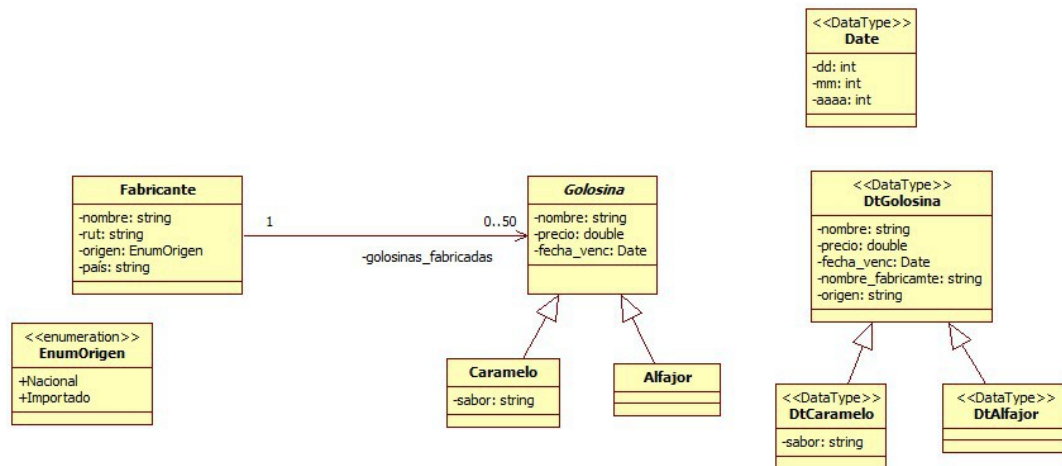 <<DataType>>
Date
-dd: int
-mm: int
-aaaa: int
Fabricante
-nombre: string
-rut: string
-origen: EnumOrigen
-país: string
1
0..50
-golosinas_fabricadas
Golosina
-nombre: string
-precio: double
-fecha_venc: Date
<<DataType>>
DtGolosina
-nombre: string
-precio: double
-fecha_venc: Date
-nombre_fabricamte: string
-origen: string
<<enumeration>>
EnumOrigen
+Nacional
+Importado
Caramelo
-sabor: string
Alfajor
<<DataType>>
DtCaramelo
-sabor: string
<<DataType>>
DtAlfajor